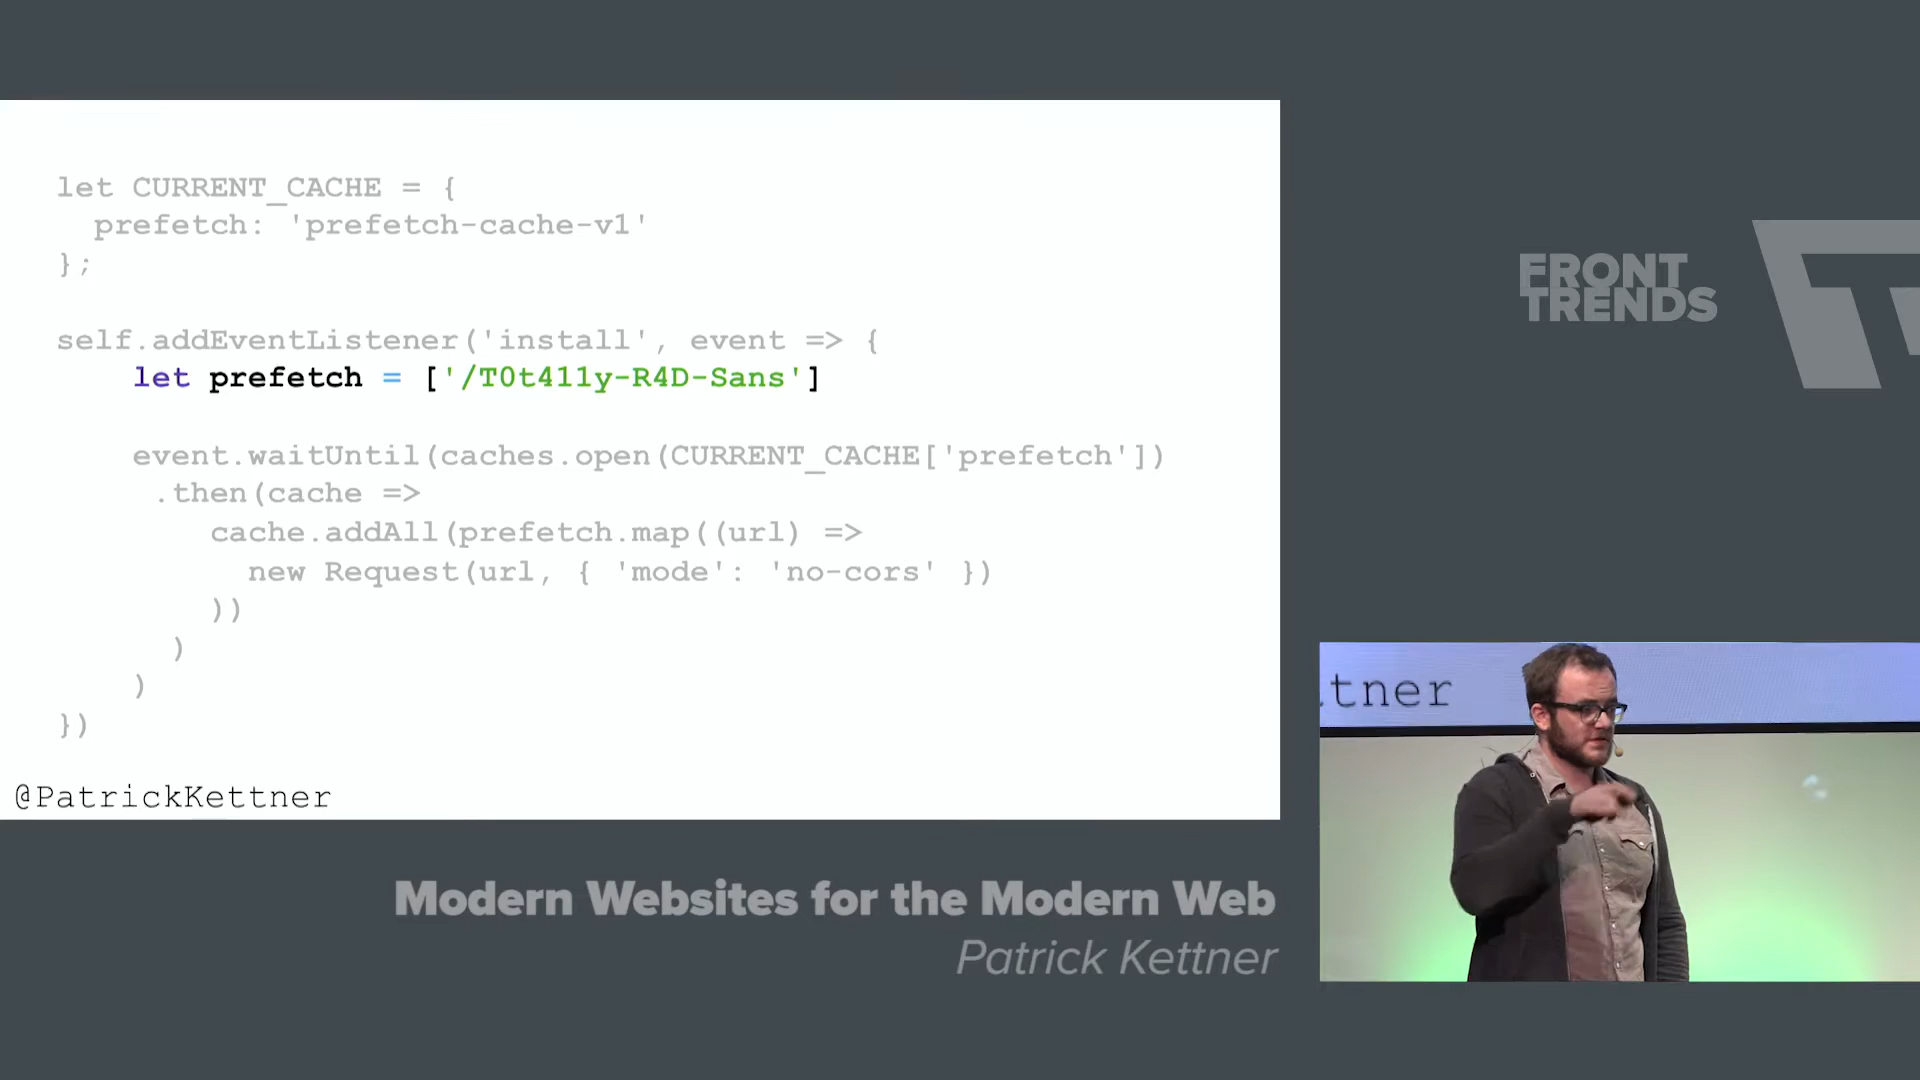 let CURRENT_CACHE = {
prefetch: 'prefetch-cache-v1'
};
self.addEventListener('install', event => {
let prefetch = ['/T0t411y-R4D-Sans']
event.waitUntil(caches.open(CURRENT_CACHE['prefetch'])
.then(cache =>
cache.addAll(prefetch.map((url) =>
new Request(url, { 'mode': 'no-cors' })
))
)
)
})
@PatrickKettner
FRONT
TRENDS
tner
Modern Websites for the Modern Web
Patrick Kettner